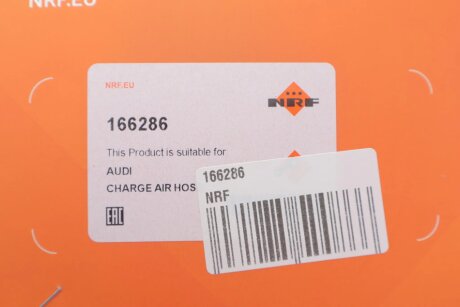 NRF.EU
NRF.EU
NRF
166286
This Product is suitable for
AUDI
CHARGE AIR HOS
EAC
166286
NRF